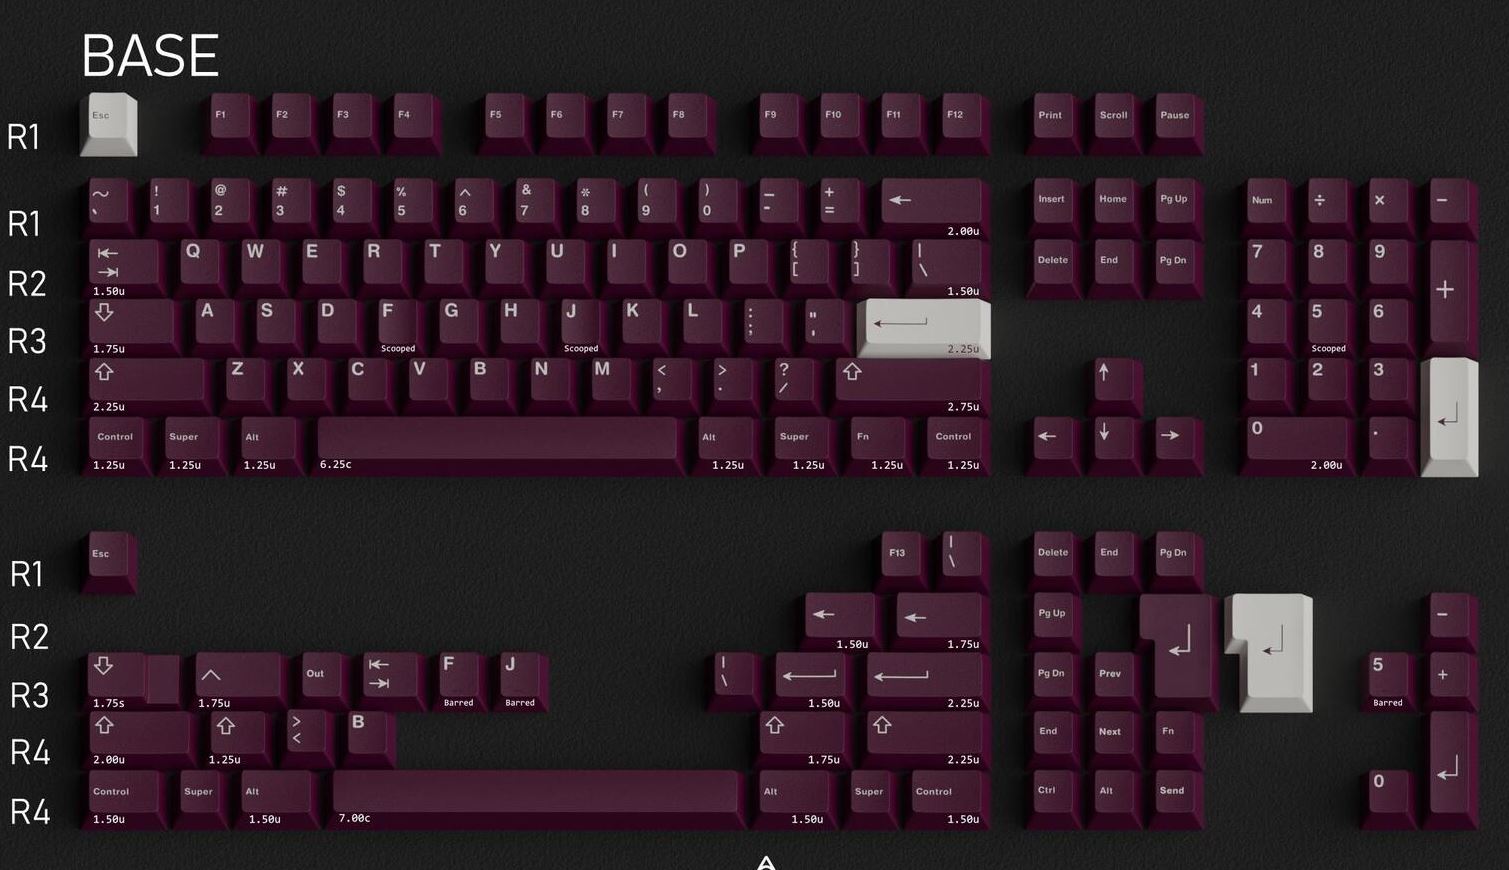 BASE
R1 Esc F1 F2 F3 F4 F5 F6 F7 F8 F9 F10 F11 F12 Print Scroll Pause
~ ! @ # $ % ^ & * ( ) _ +
R1 ` 1 2 3 4 5 6 7 8 9 0 - = ← 2.00u Insert Home Pg Up Num ÷ × −
R2 ⇤ ⇥ 1.50u Q W E R T Y U I O P { [ } ] | \ 1.50u Delete End Pg Dn 7 8 9 +
R3 ⇩ 1.75u A S D F Scooped G H J Scooped K L : ; " ' ↵ 2.25u 4 5 Scooped 6
R4 ⇧ 2.25u Z X C V B N M < , > . ? / ⇧ 2.75u ↑ 1 2 3 ↵
R4 Control 1.25u Super 1.25u Alt 1.25u 6.25c Alt 1.25u Super 1.25u Fn 1.25u Control 1.25u ← ↓ → 0 2.00u .
R1 Esc F13 | \ Delete End Pg Dn
R2 ← 1.50u ← 1.75u Pg Up ↵ ↵ −
R3 ⇩ 1.75s ^ 1.75u Out ⇤ ⇥ F Barred J Barred | \ ↵ 1.50u ↵ 2.25u Pg Dn Prev 5 Barred +
R4 ⇧ 2.00u ⇧ 1.25u > < B ⇧ 1.75u ⇧ 2.25u End Next Fn ↵
R4 Control 1.50u Super Alt 1.50u 7.00c Alt 1.50u Super Control 1.50u Ctrl Alt Send 0